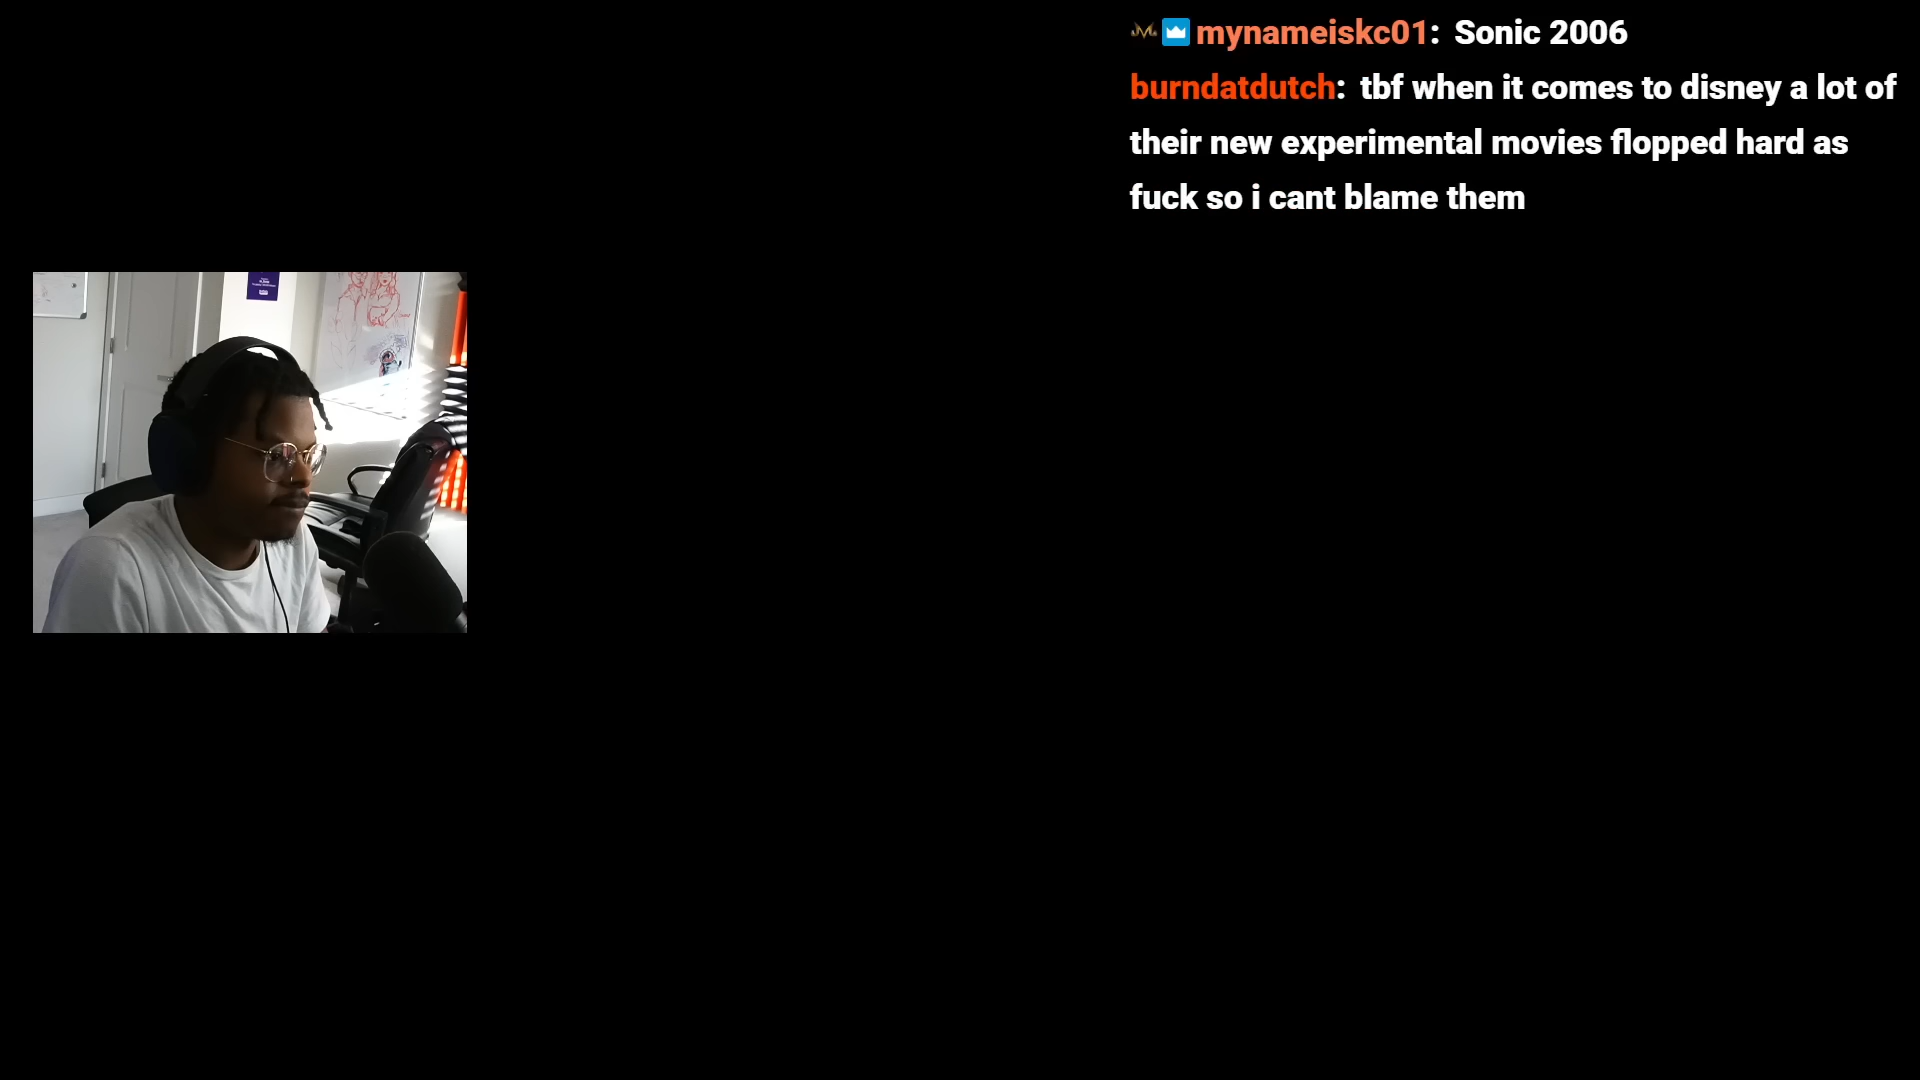 mynameiskc01: Sonic 2006
burndatdutch: tbf when it comes to disney a lot of
their new experimental movies flopped hard as
fuck so i cant blame them